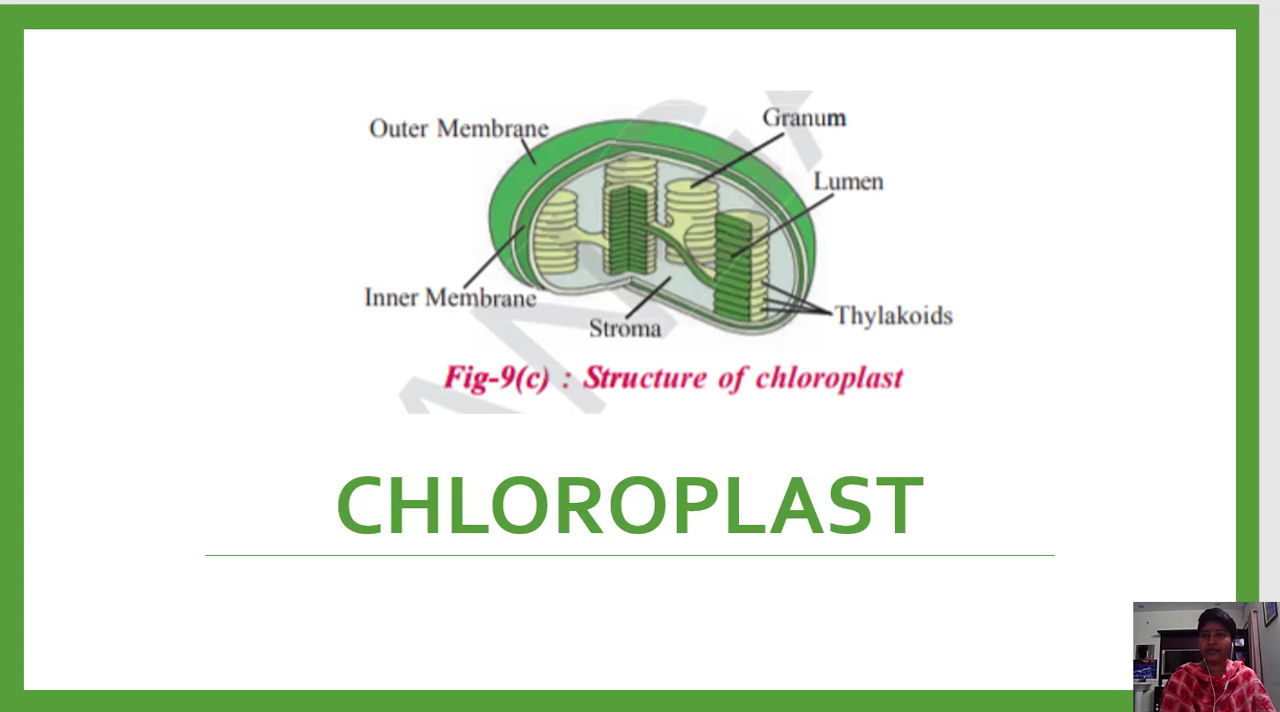 Outer Membrane
Granum
Lumen
Inner Membrane
Stroma
Thylakoids
Fig-9(c) : Structure of chloroplast
CHLOROPLAST